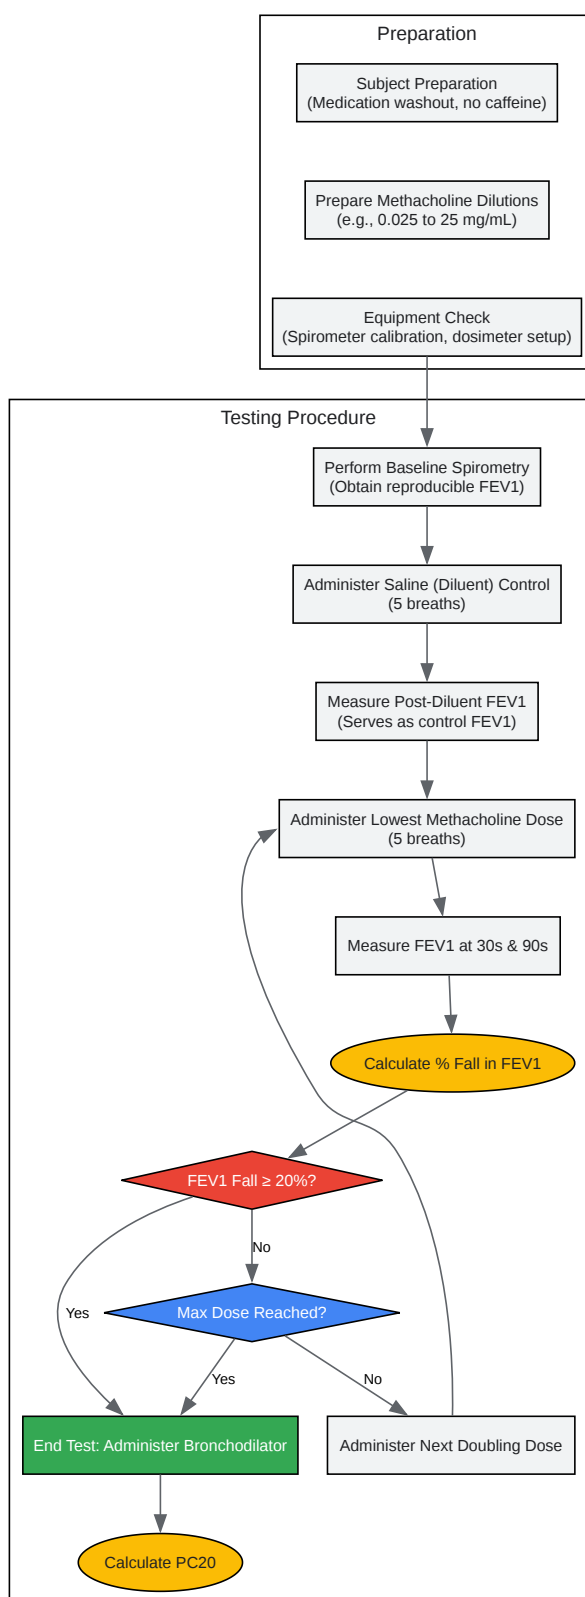 Preparation
Subject Preparation
(Medication washout, no caffeine)
Prepare Methacholine Dilutions
(e.g., 0.025 to 25 mg/mL)
Equipment Check
(Spirometer calibration, dosimeter setup)
Testing Procedure
Perform Baseline Spirometry
(Obtain reproducible FEV1)
Administer Saline (Diluent) Control
(5 breaths)
Measure Post-Diluent FEV1
(Serves as control FEV1)
Administer Lowest Methacholine Dose
(5 breaths)
Measure FEV1 at 30s & 90s
Calculate % Fall in FEV1
FEV1 Fall ≥ 20%?
No
Yes
Max Dose Reached?
Yes
No
End Test: Administer Bronchodilator
Administer Next Doubling Dose
Calculate PC20